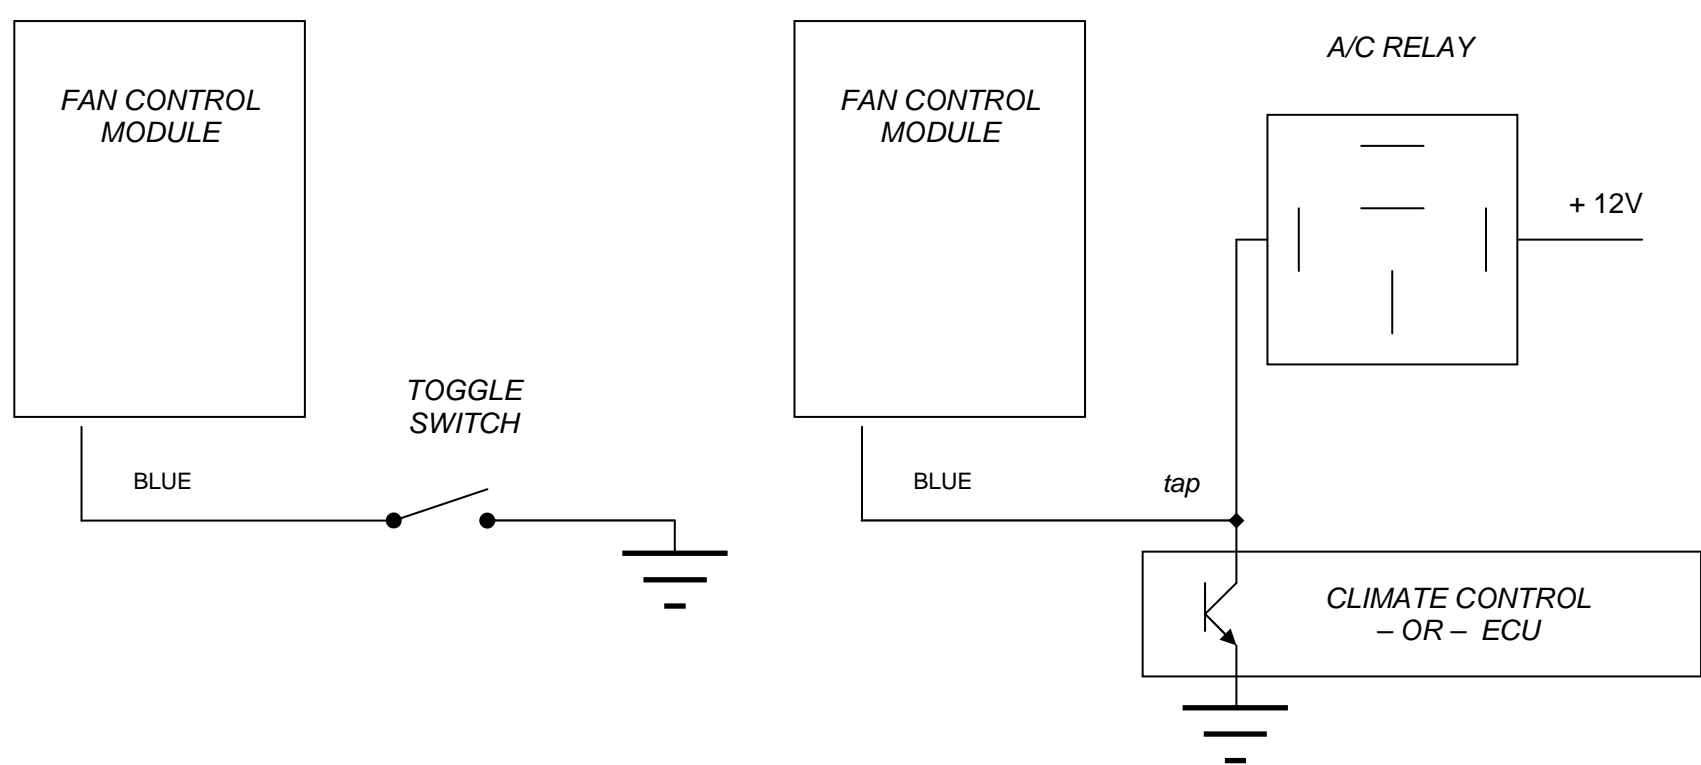 FAN CONTROL
MODULE
TOGGLE
SWITCH
BLUE
FAN CONTROL
MODULE
A/C RELAY
+ 12V
BLUE
tap
CLIMATE CONTROL
– OR – ECU